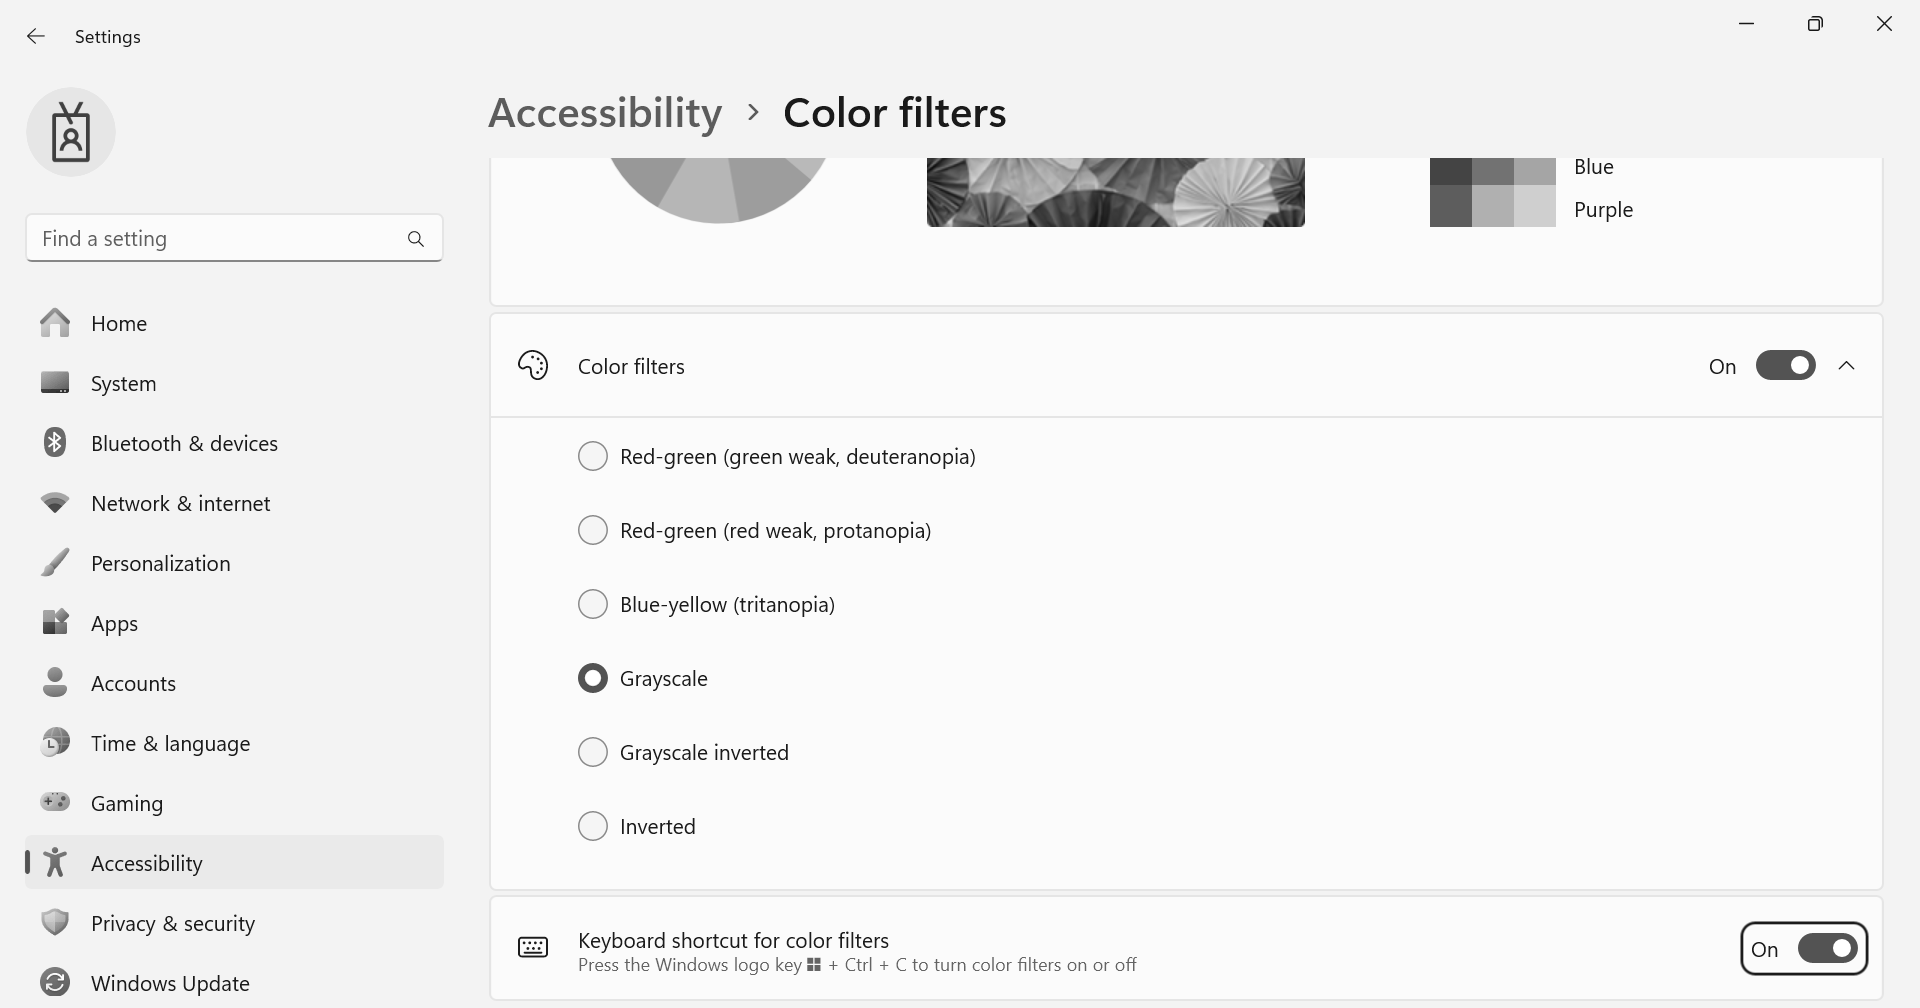 Settings
Accessibility > Color filters
Find a setting
Home
System
Bluetooth & devices
Network & internet
Personalization
Apps
Accounts
Time & language
Gaming
Accessibility
Privacy & security
Windows Update
Blue
Purple
Color filters
On
Red-green (green weak, deuteranopia)
Red-green (red weak, protanopia)
Blue-yellow (tritanopia)
Grayscale
Grayscale inverted
Inverted
Keyboard shortcut for color filters
Press the Windows logo key + Ctrl + C to turn color filters on or off
On